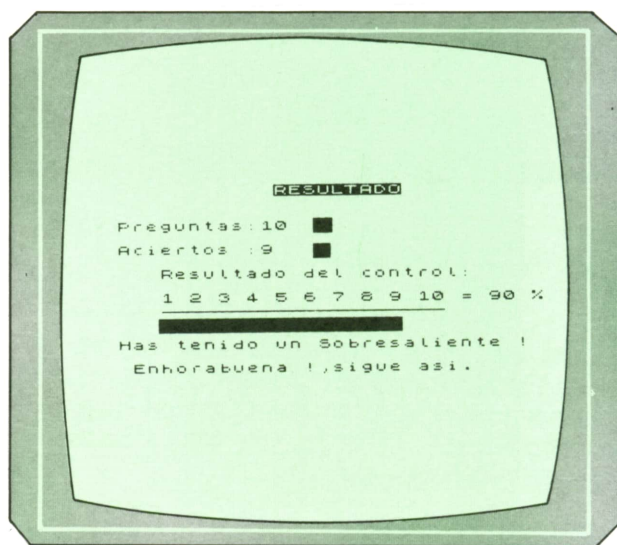 RESULTADO
Preguntas:10
Aciertos :9
Resultado del control:
1 2 3 4 5 6 7 8 9 10 = 90 %
Has tenido un Sobresaliente !
Enhorabuena !,sigue asi.